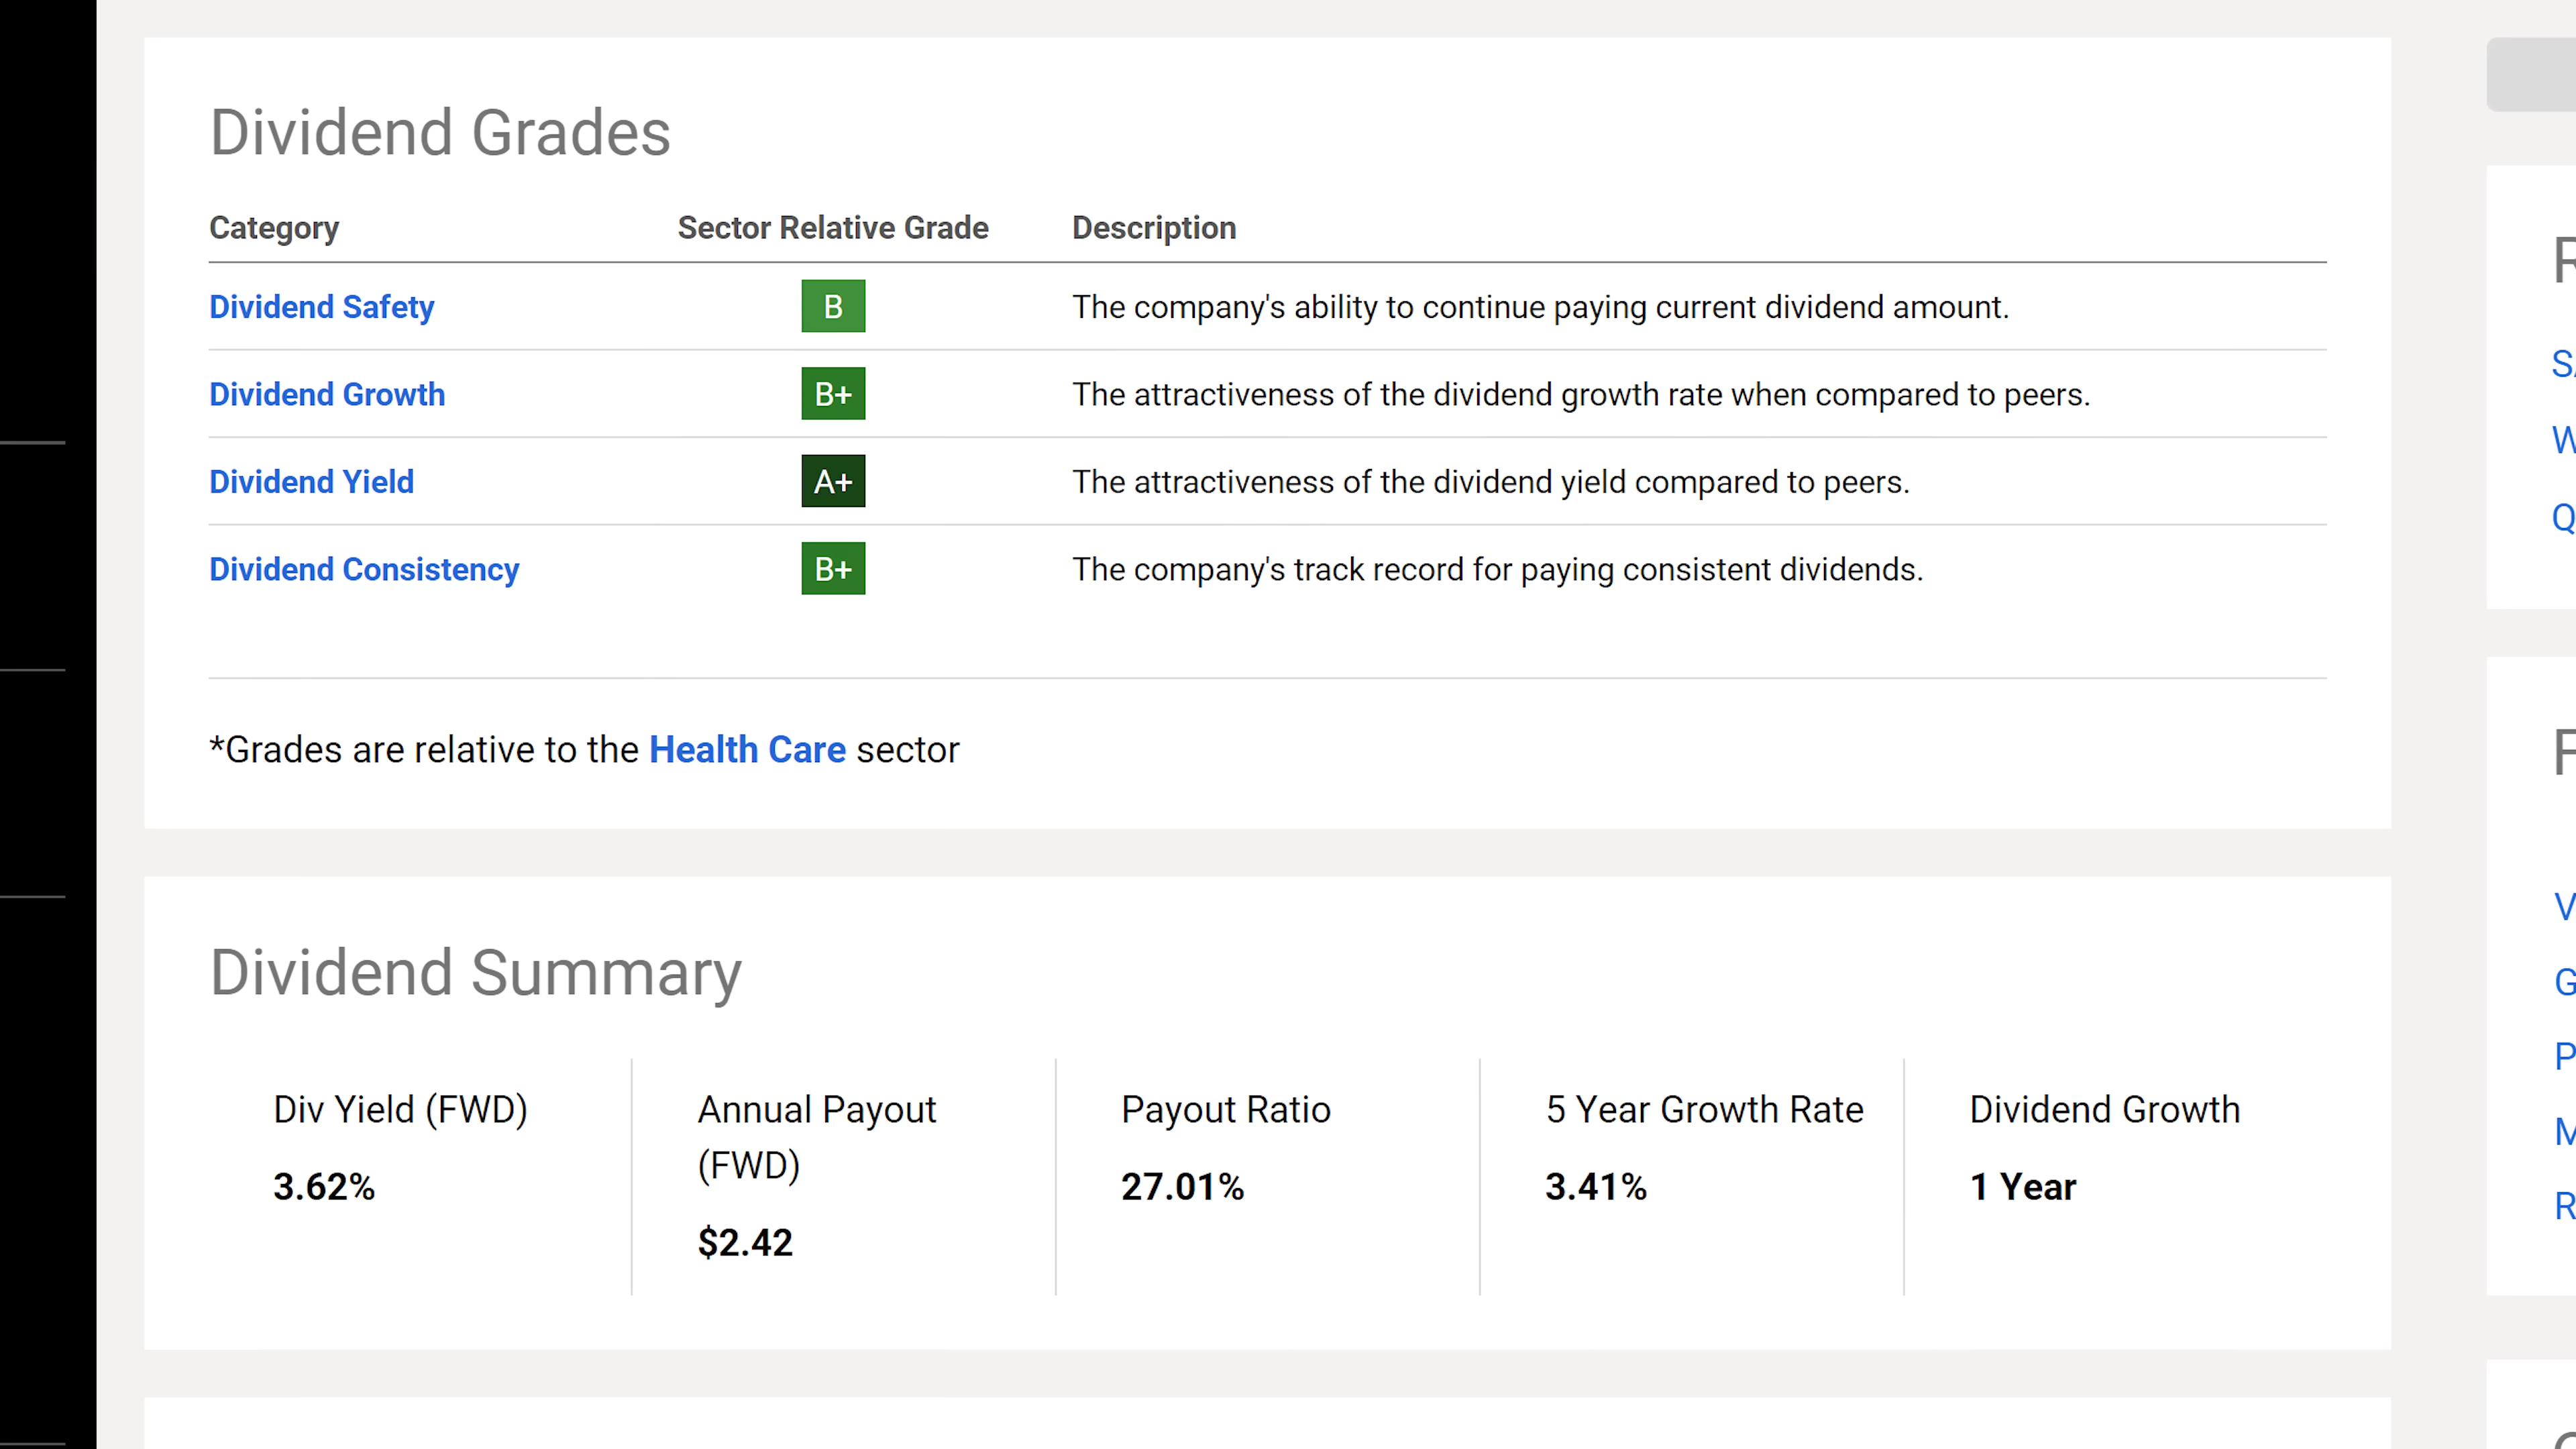 Dividend Grades
Category Sector Relative Grade Description
Dividend Safety B The company's ability to continue paying current dividend amount.
Dividend Growth B+ The attractiveness of the dividend growth rate when compared to peers.
Dividend Yield A+ The attractiveness of the dividend yield compared to peers.
Dividend Consistency B+ The company's track record for paying consistent dividends.
*Grades are relative to the Health Care sector
Dividend Summary
Div Yield (FWD)
3.62%
Annual Payout
(FWD)
$2.42
Payout Ratio
27.01%
5 Year Growth Rate
3.41%
Dividend Growth
1 Year